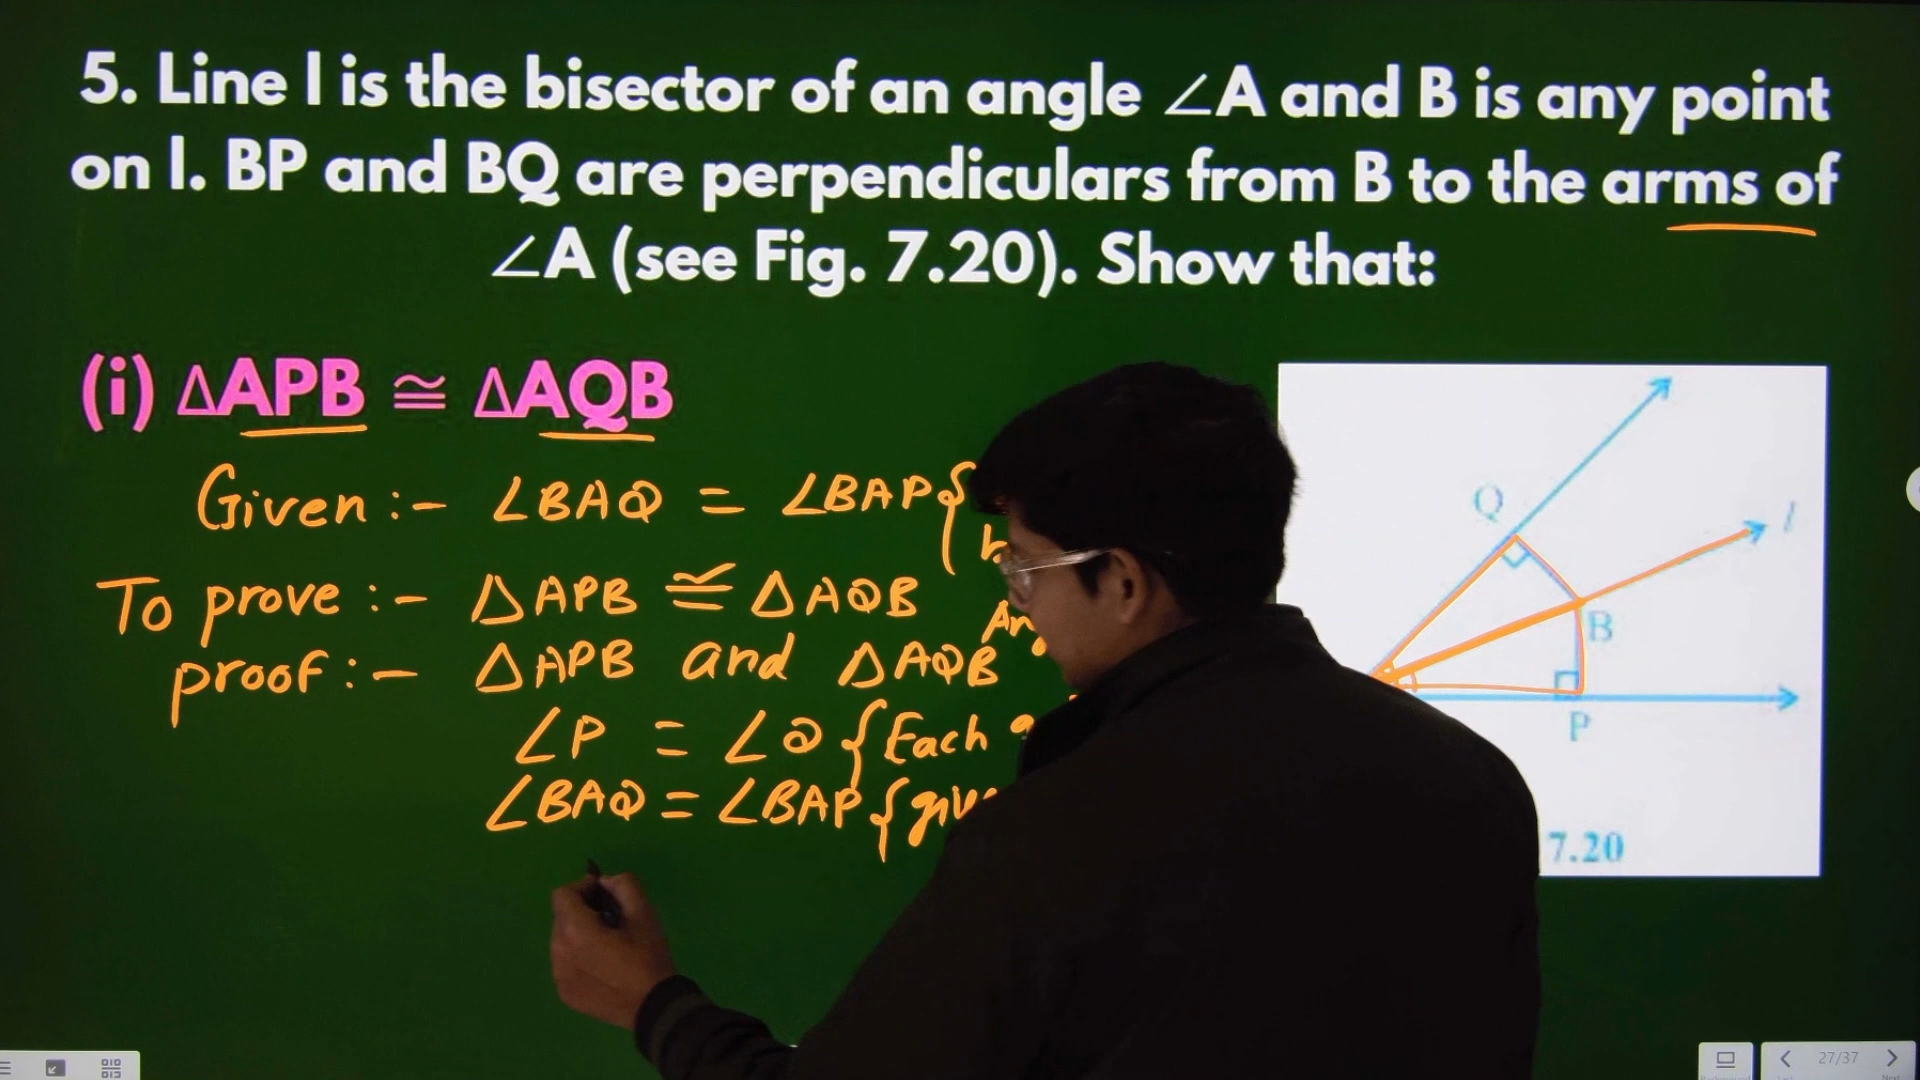 5. Line l is the bisector of an angle ∠A and B is any point
on l. BP and BQ are perpendiculars from B to the arms of
∠A (see Fig. 7.20). Show that:
(i) ΔAPB ≅ ΔAQB
Given :- ∠BAQ = ∠BAP {
To prove :- ΔAPB ≅ ΔAQB
proof :- ΔAPB and ΔAQB
∠P = ∠Q { Each
∠BAQ = ∠BAP {
Q
l
B
P
7.20
27/37